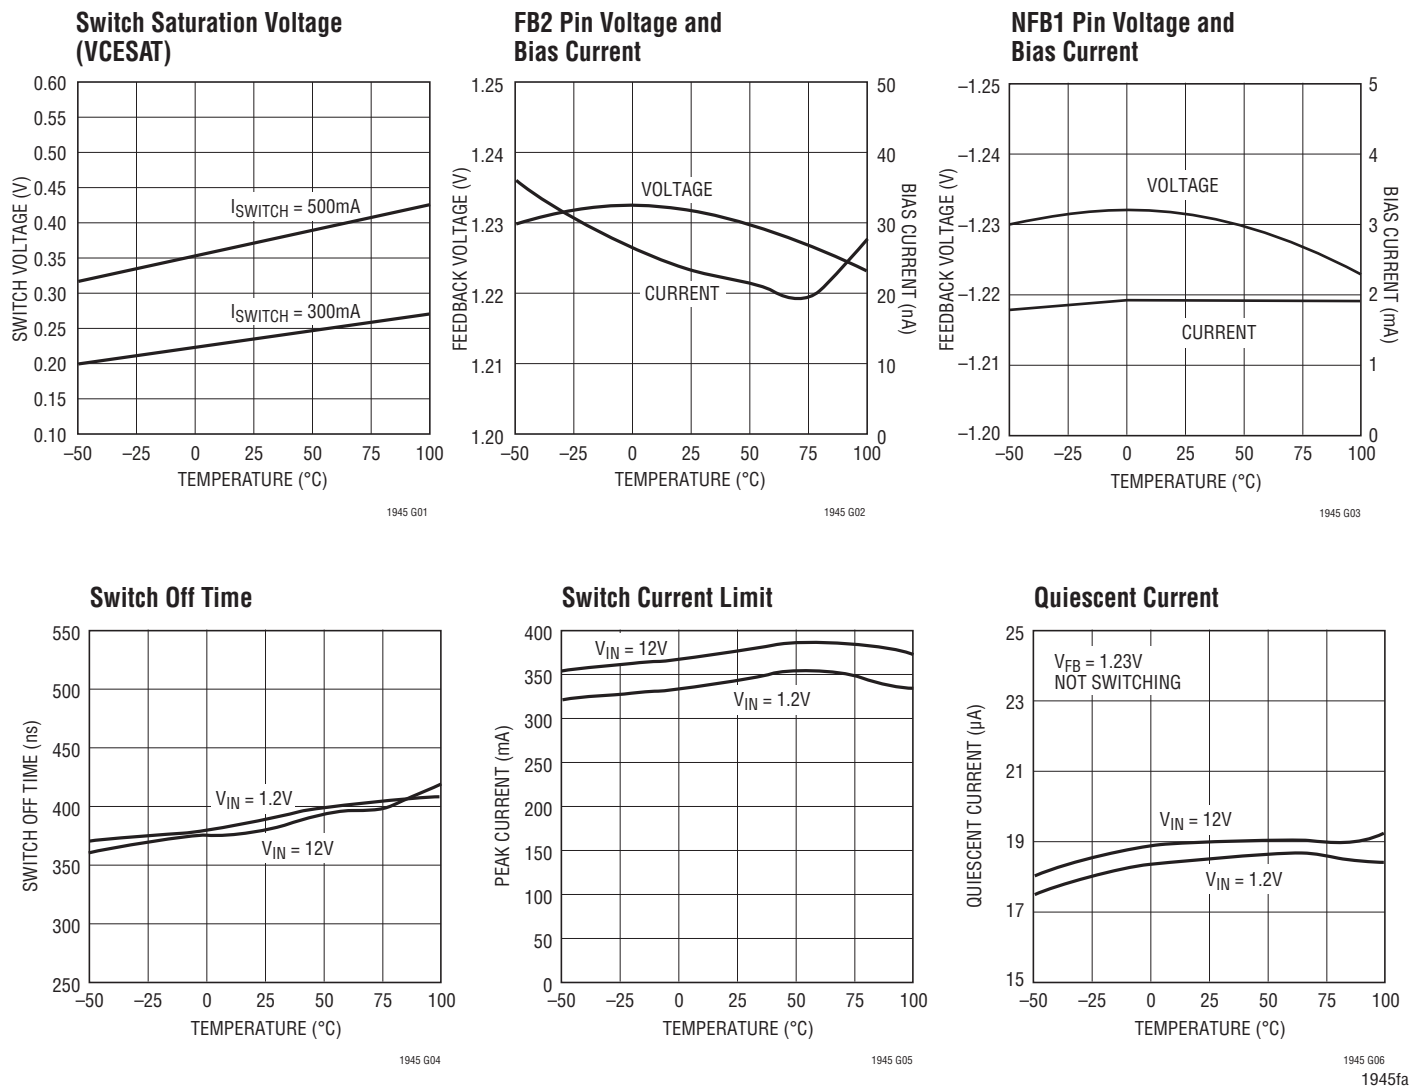 Switch Saturation Voltage
(VCESAT)
0.60
0.55
0.50
0.45
0.40
0.35
0.30
0.25
0.20
0.15
0.10
SWITCH VOLTAGE (V)
ISWITCH = 500mA
ISWITCH = 300mA
–50 –25 0 25 50 75 100
TEMPERATURE (°C)
1945 G01
FB2 Pin Voltage and
Bias Current
1.25
1.24
1.23
1.22
1.21
1.20
FEEDBACK VOLTAGE (V)
VOLTAGE
CURRENT
50
40
30
20
10
0
BIAS CURRENT (nA)
–50 –25 0 25 50 75 100
TEMPERATURE (°C)
1945 G02
NFB1 Pin Voltage and
Bias Current
–1.25
–1.24
–1.23
–1.22
–1.21
–1.20
FEEDBACK VOLTAGE (V)
VOLTAGE
CURRENT
5
4
3
2
1
0
BIAS CURRENT (mA)
–50 –25 0 25 50 75 100
TEMPERATURE (°C)
1945 G03
Switch Off Time
550
500
450
400
350
300
250
SWITCH OFF TIME (ns)
VIN = 1.2V
VIN = 12V
–50 –25 0 25 50 75 100
TEMPERATURE (°C)
1945 G04
Switch Current Limit
400
350
300
250
200
150
100
50
0
PEAK CURRENT (mA)
VIN = 12V
VIN = 1.2V
–50 –25 0 25 50 75 100
TEMPERATURE (°C)
1945 G05
Quiescent Current
25
23
21
19
17
15
QUIESCENT CURRENT (µA)
VFB = 1.23V
NOT SWITCHING
VIN = 12V
VIN = 1.2V
–50 –25 0 25 50 75 100
TEMPERATURE (°C)
1945 G06
1945fa